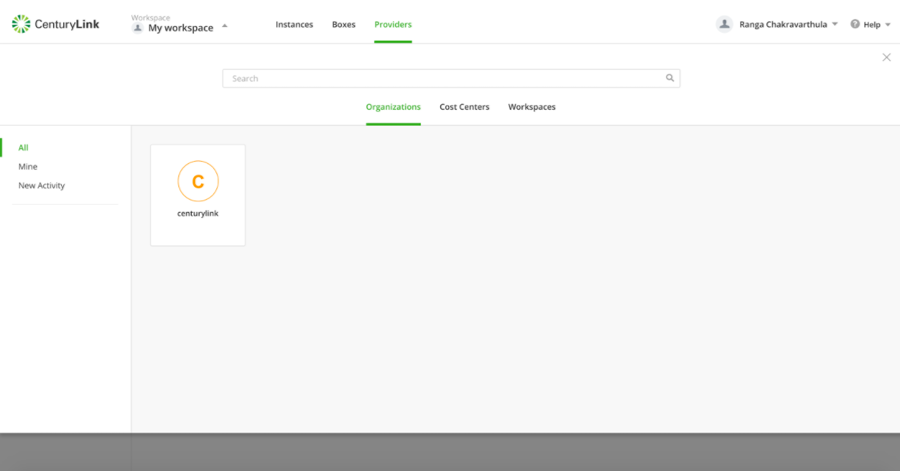 CenturyLink
Workspace
My workspace
Instances Boxes Providers
Ranga Chakravarthula
Help
Search
Organizations Cost Centers Workspaces
All
Mine
New Activity
C
centurylink